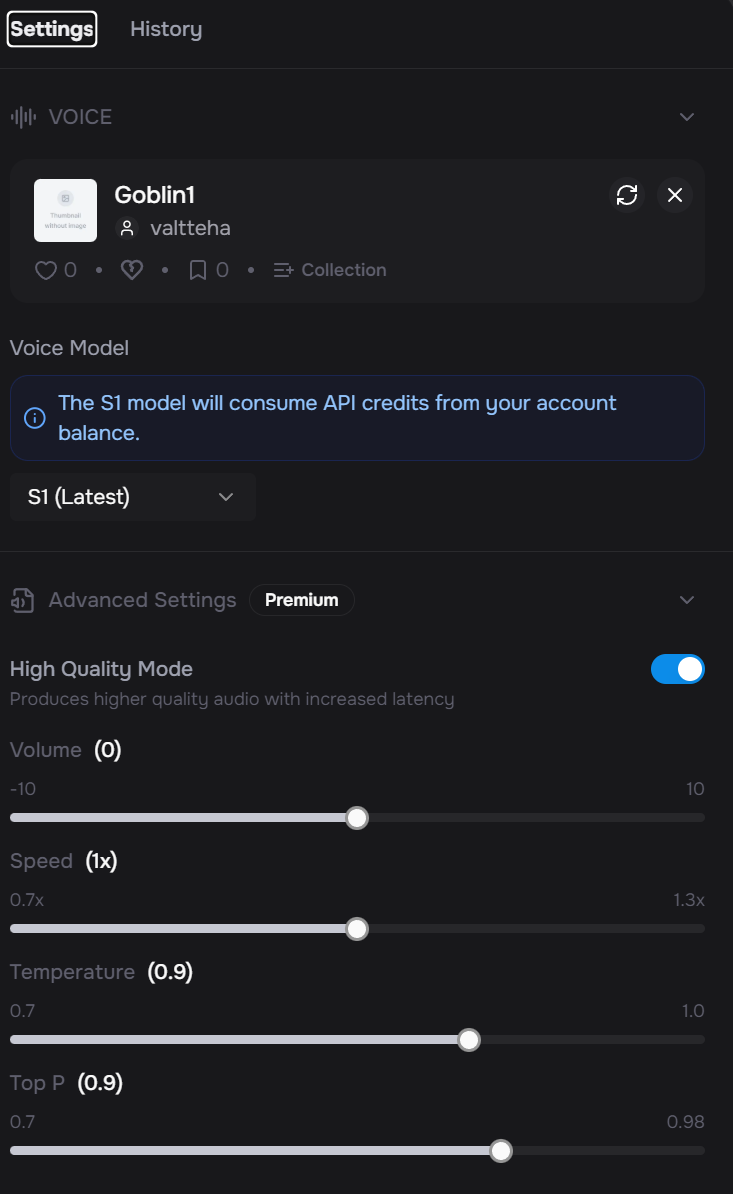 Settings History
VOICE
Thumbnail
without image
Goblin1
valtteha
0 • • 0 • Collection
Voice Model
The S1 model will consume API credits from your account
balance.
S1 (Latest)
Advanced Settings Premium
High Quality Mode
Produces higher quality audio with increased latency
Volume (0)
-10 10
Speed (1x)
0.7x 1.3x
Temperature (0.9)
0.7 1.0
Top P (0.9)
0.7 0.98